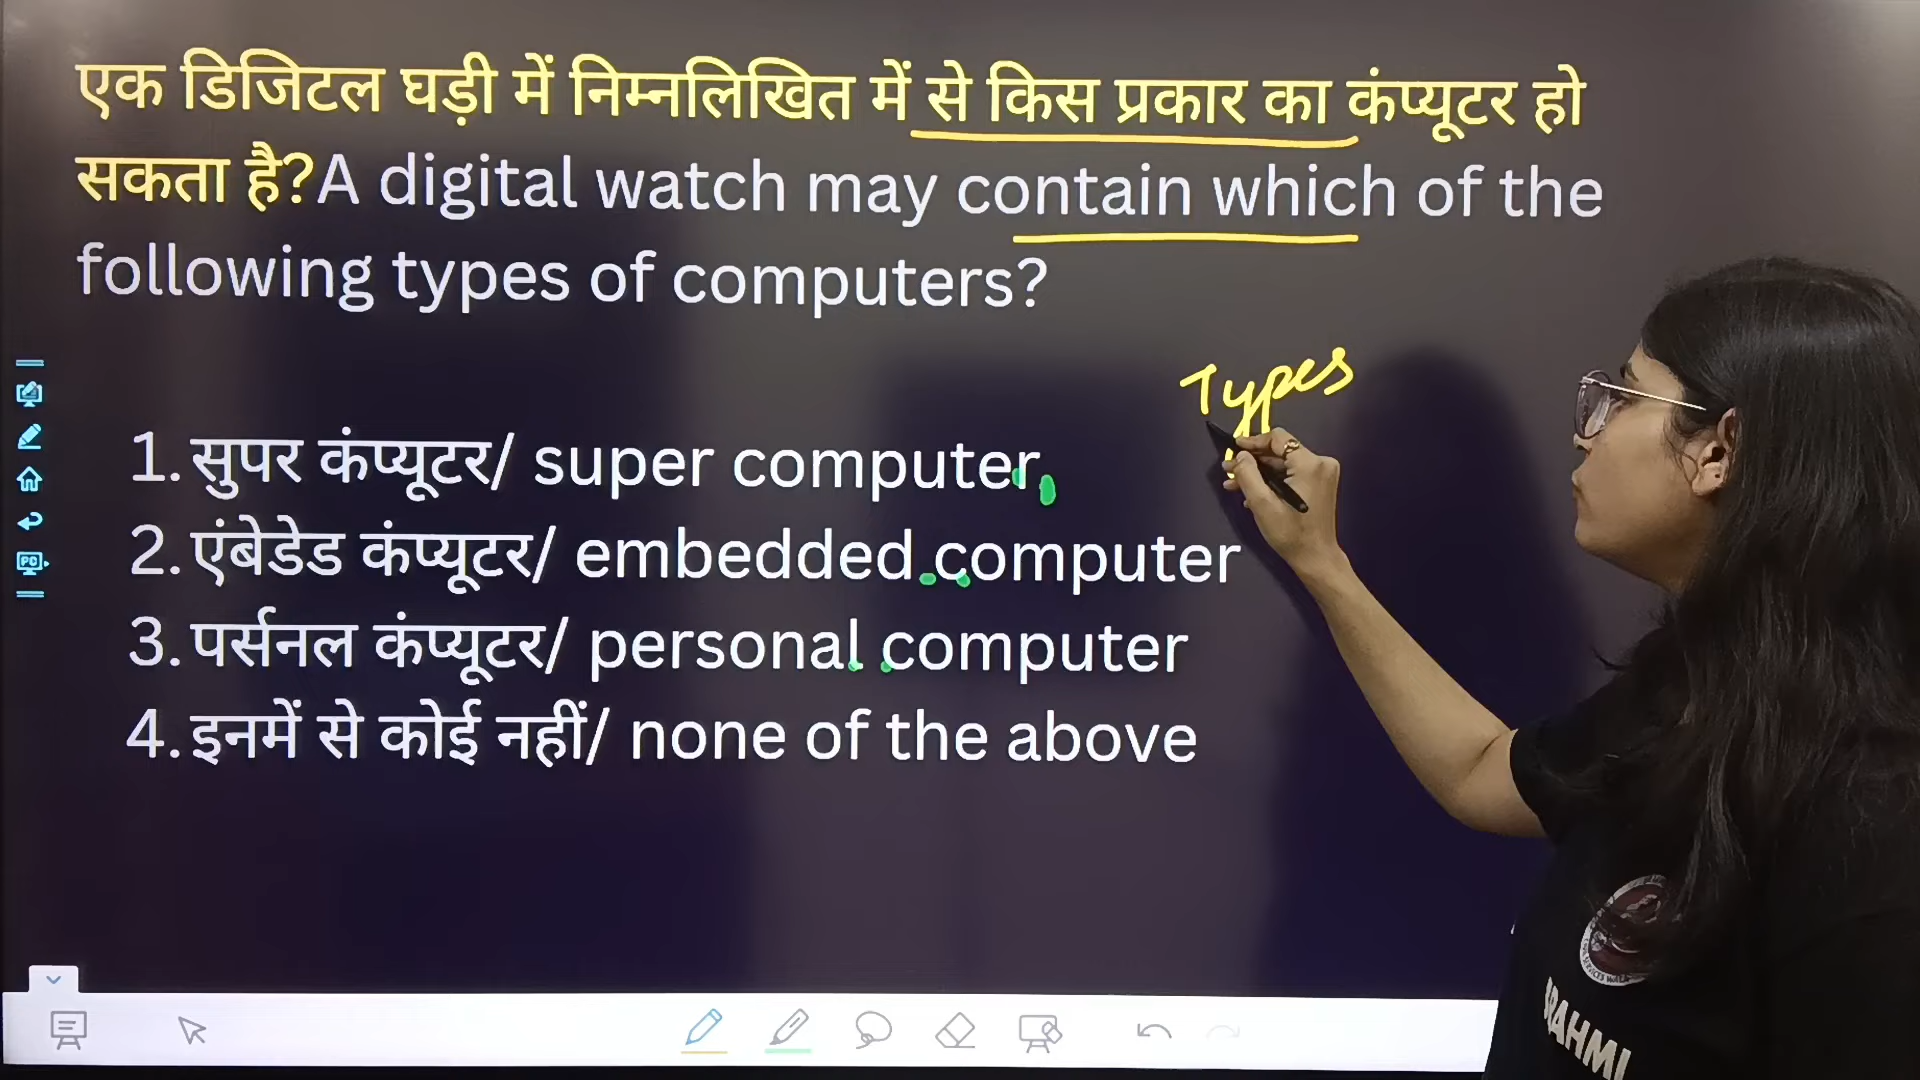 एक डिजिटल घड़ी में निम्नलिखित में से किस प्रकार का कंप्यूटर हो
सकता है?A digital watch may contain which of the
following types of computers?
Types
1. सुपर कंप्यूटर/ super computer,
2. एंबेडेड कंप्यूटर/ embedded computer
3. पर्सनल कंप्यूटर/ personal computer
4. इनमें से कोई नहीं/ none of the above